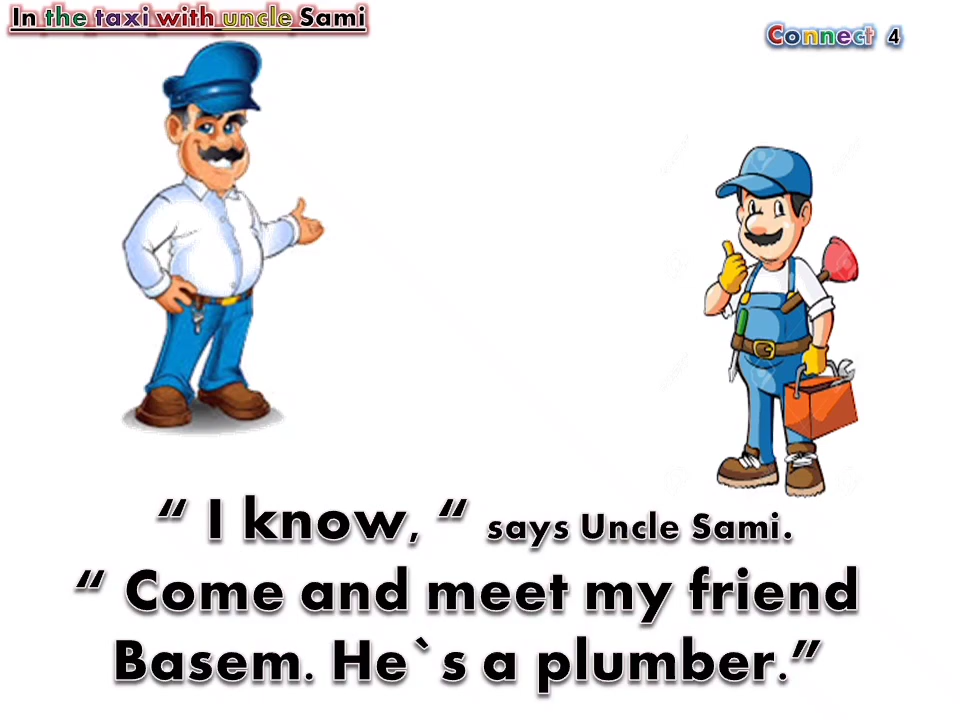 In the taxi with uncle Sami
Connect 4
“ I know, “ says Uncle Sami.
“ Come and meet my friend
Basem. He`s a plumber.”